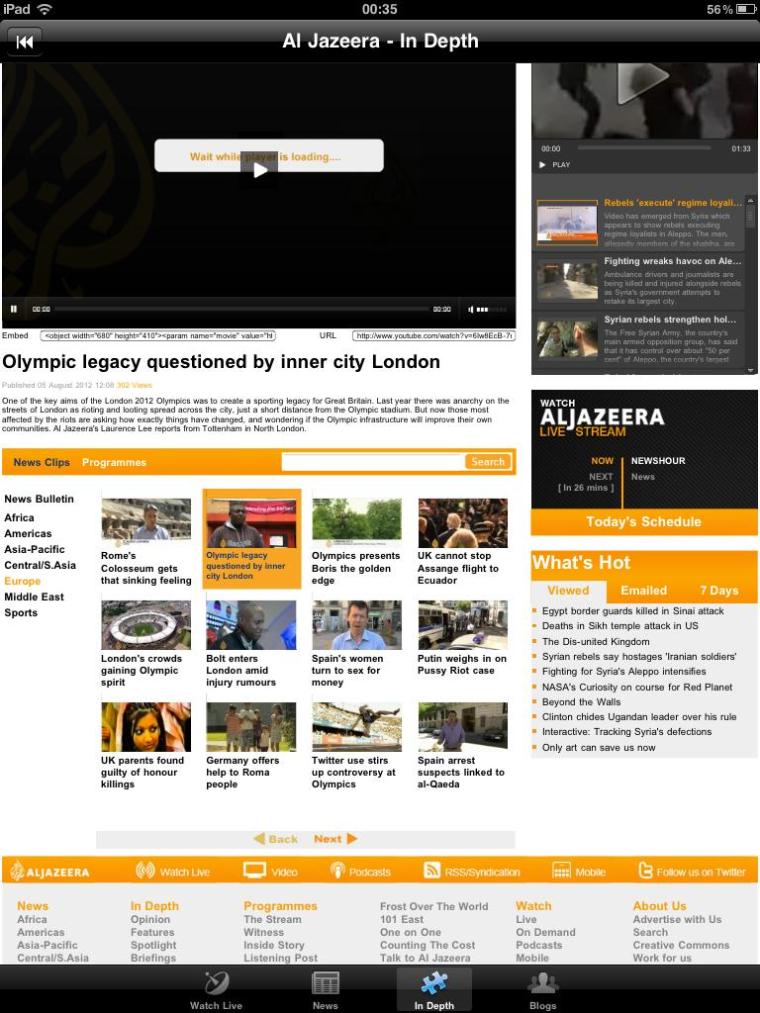 iPad
00:35
56%
Al Jazeera - In Depth
Wait while player is loading....
00:00
00:00
Embed
<object width="680" height="410"><param name="movie" value="ht
URL
http://www.youtube.com/watch?v=6Iw8EcB-7
Olympic legacy questioned by inner city London
Published 05 August 2012 12:08 302 Views
One of the key aims of the London 2012 Olympics was to create a sporting legacy for Great Britain. Last year there was anarchy on the
streets of London as rioting and looting spread across the city, just a short distance from the Olympic stadium. But now those most
affected by the riots are asking how exactly things have changed, and wondering if the Olympic infrastructure will improve their own
communities. Al Jazeera's Laurence Lee reports from Tottenham in North London.
00:00
01:33
PLAY
Rebels 'execute' regime loyali...
Video has emerged from Syria which
appears to show rebels executing
regime loyalists in Aleppo. The men,
allegedly members of the shabiha, are
Fighting wreaks havoc on Ale...
Ambulance drivers and journalists are
being killed and injured alongside rebels
as Syria's government attempts to
retake its largest city.
Syrian rebels strengthen hol...
The Free Syrian Army, the country's
main armed opposition group, has said
that it has control over about "50 per
cent" of Aleppo, the country's largest
WATCH
ALJAZEERA
LIVE STREAM
NOW
NEWSHOUR
NEXT
News
[ In 26 mins ]
Today's Schedule
News Clips
Programmes
Search
News Bulletin
Africa
Americas
Asia-Pacific
Central/S.Asia
Europe
Middle East
Sports
Rome's
Colosseum gets
that sinking feeling
Olympic legacy
questioned by inner
city London
Olympics presents
Boris the golden
edge
UK cannot stop
Assange flight to
Ecuador
London's crowds
gaining Olympic
spirit
Bolt enters
London amid
injury rumours
Spain's women
turn to sex for
money
Putin weighs in on
Pussy Riot case
UK parents found
guilty of honour
killings
Germany offers
help to Roma
people
Twitter use stirs
up controversy at
Olympics
Spain arrest
suspects linked to
al-Qaeda
Back
Next
What's Hot
Viewed
Emailed
7 Days
Egypt border guards killed in Sinai attack
Deaths in Sikh temple attack in US
The Dis-united Kingdom
Syrian rebels say hostages 'Iranian soldiers'
Fighting for Syria's Aleppo intensifies
NASA's Curiosity on course for Red Planet
Beyond the Walls
Clinton chides Ugandan leader over his rule
Interactive: Tracking Syria's defections
Only art can save us now
ALJAZEERA
Watch Live
Video
Podcasts
RSS/Syndication
Mobile
Follow us on Twitter
News
Africa
Americas
Asia-Pacific
Central/S.Asia
In Depth
Opinion
Features
Spotlight
Briefings
Programmes
The Stream
Witness
Inside Story
Listening Post
Frost Over The World
101 East
One on One
Counting The Cost
Talk to Al Jazeera
Watch
Live
On Demand
Podcasts
Mobile
About Us
Advertise with Us
Search
Creative Commons
Work for us
Watch Live
News
In Depth
Blogs